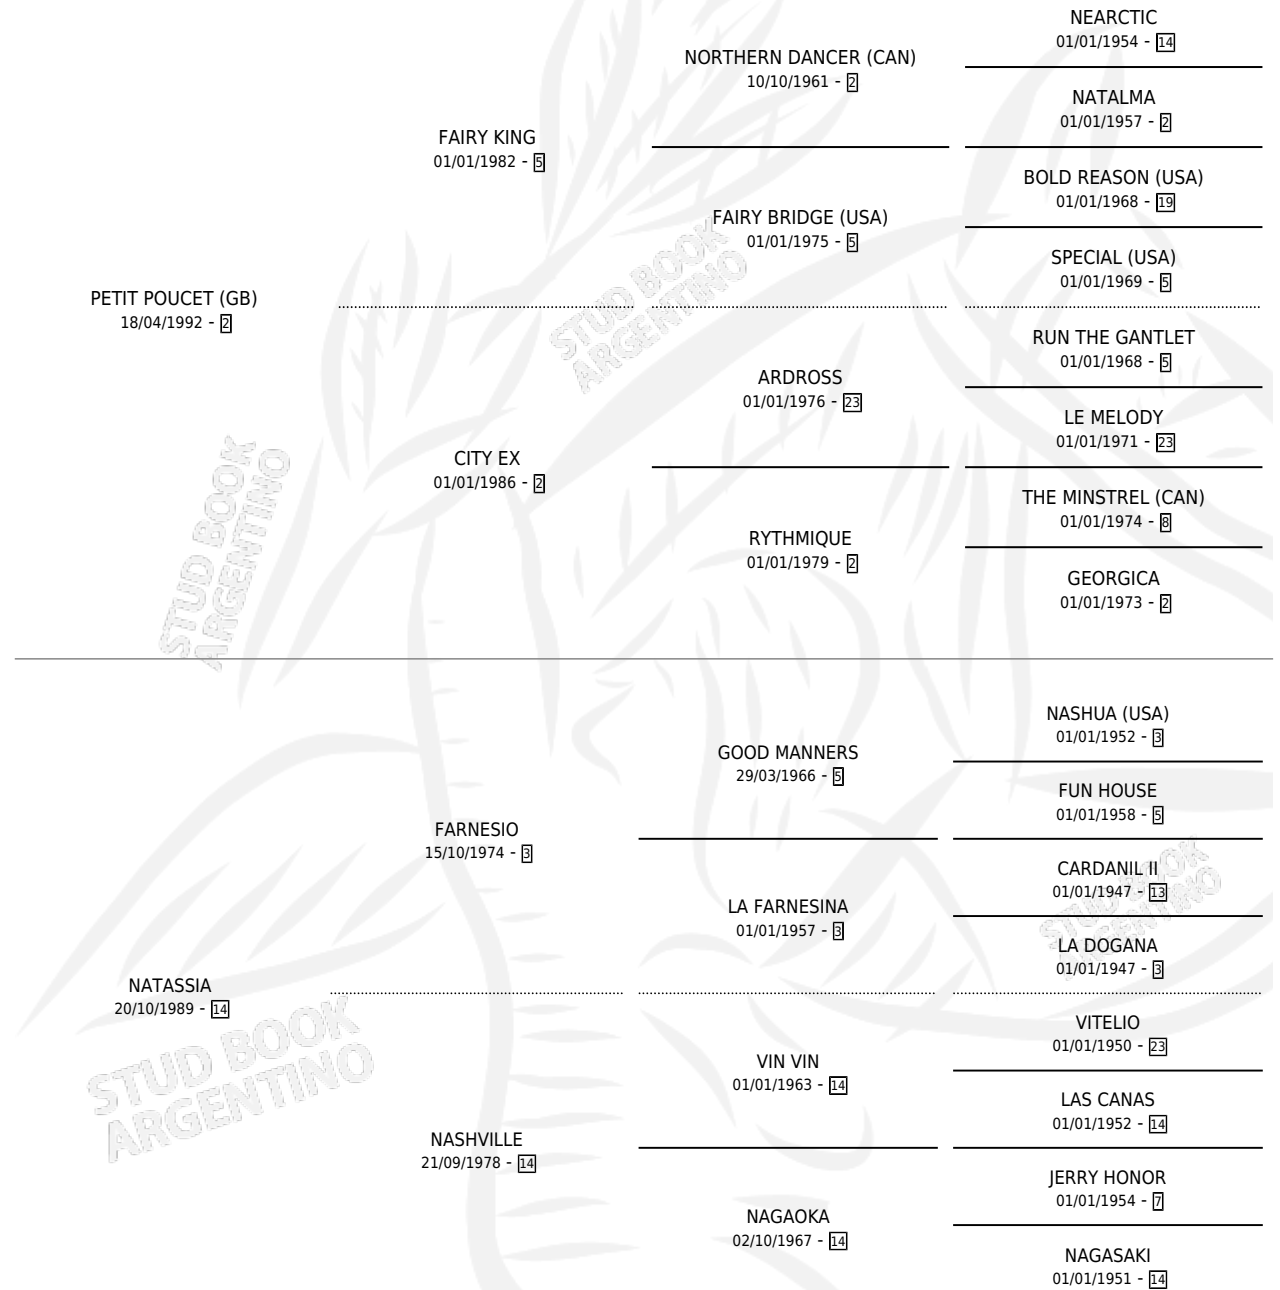 NEARCTIC
01/01/1954 - 14
NORTHERN DANCER (CAN)
10/10/1961 - 2
NATALMA
01/01/1957 - 2
FAIRY KING
01/01/1982 - 5
BOLD REASON (USA)
01/01/1968 - 19
FAIRY BRIDGE (USA)
01/01/1975 - 5
SPECIAL (USA)
01/01/1969 - 5
PETIT POUCET (GB)
18/04/1992 - 2
STUD BOOK
ARGENTINO
RUN THE GANTLET
01/01/1968 - 5
ARDROSS
01/01/1976 - 23
LE MELODY
01/01/1971 - 23
CITY EX
01/01/1986 - 2
THE MINSTREL (CAN)
01/01/1974 - 8
RYTHMIQUE
01/01/1979 - 2
GEORGICA
01/01/1973 - 2
STUD BOOK
ARGENTINO
NASHUA (USA)
01/01/1952 - 3
GOOD MANNERS
29/03/1966 - 5
FUN HOUSE
01/01/1958 - 5
FARNESIO
15/10/1974 - 3
CARDANIL II
01/01/1947 - 13
LA FARNESINA
01/01/1957 - 3
LA DOGANA
01/01/1947 - 3
STUD BOOK
ARGENTINO
NATASSIA
20/10/1989 - 14
VITELIO
01/01/1950 - 23
VIN VIN
01/01/1963 - 14
LAS CANAS
01/01/1952 - 14
STUD BOOK
ARGENTINO
NASHVILLE
21/09/1978 - 14
JERRY HONOR
01/01/1954 - 7
NAGAOKA
02/10/1967 - 14
NAGASAKI
01/01/1951 - 14